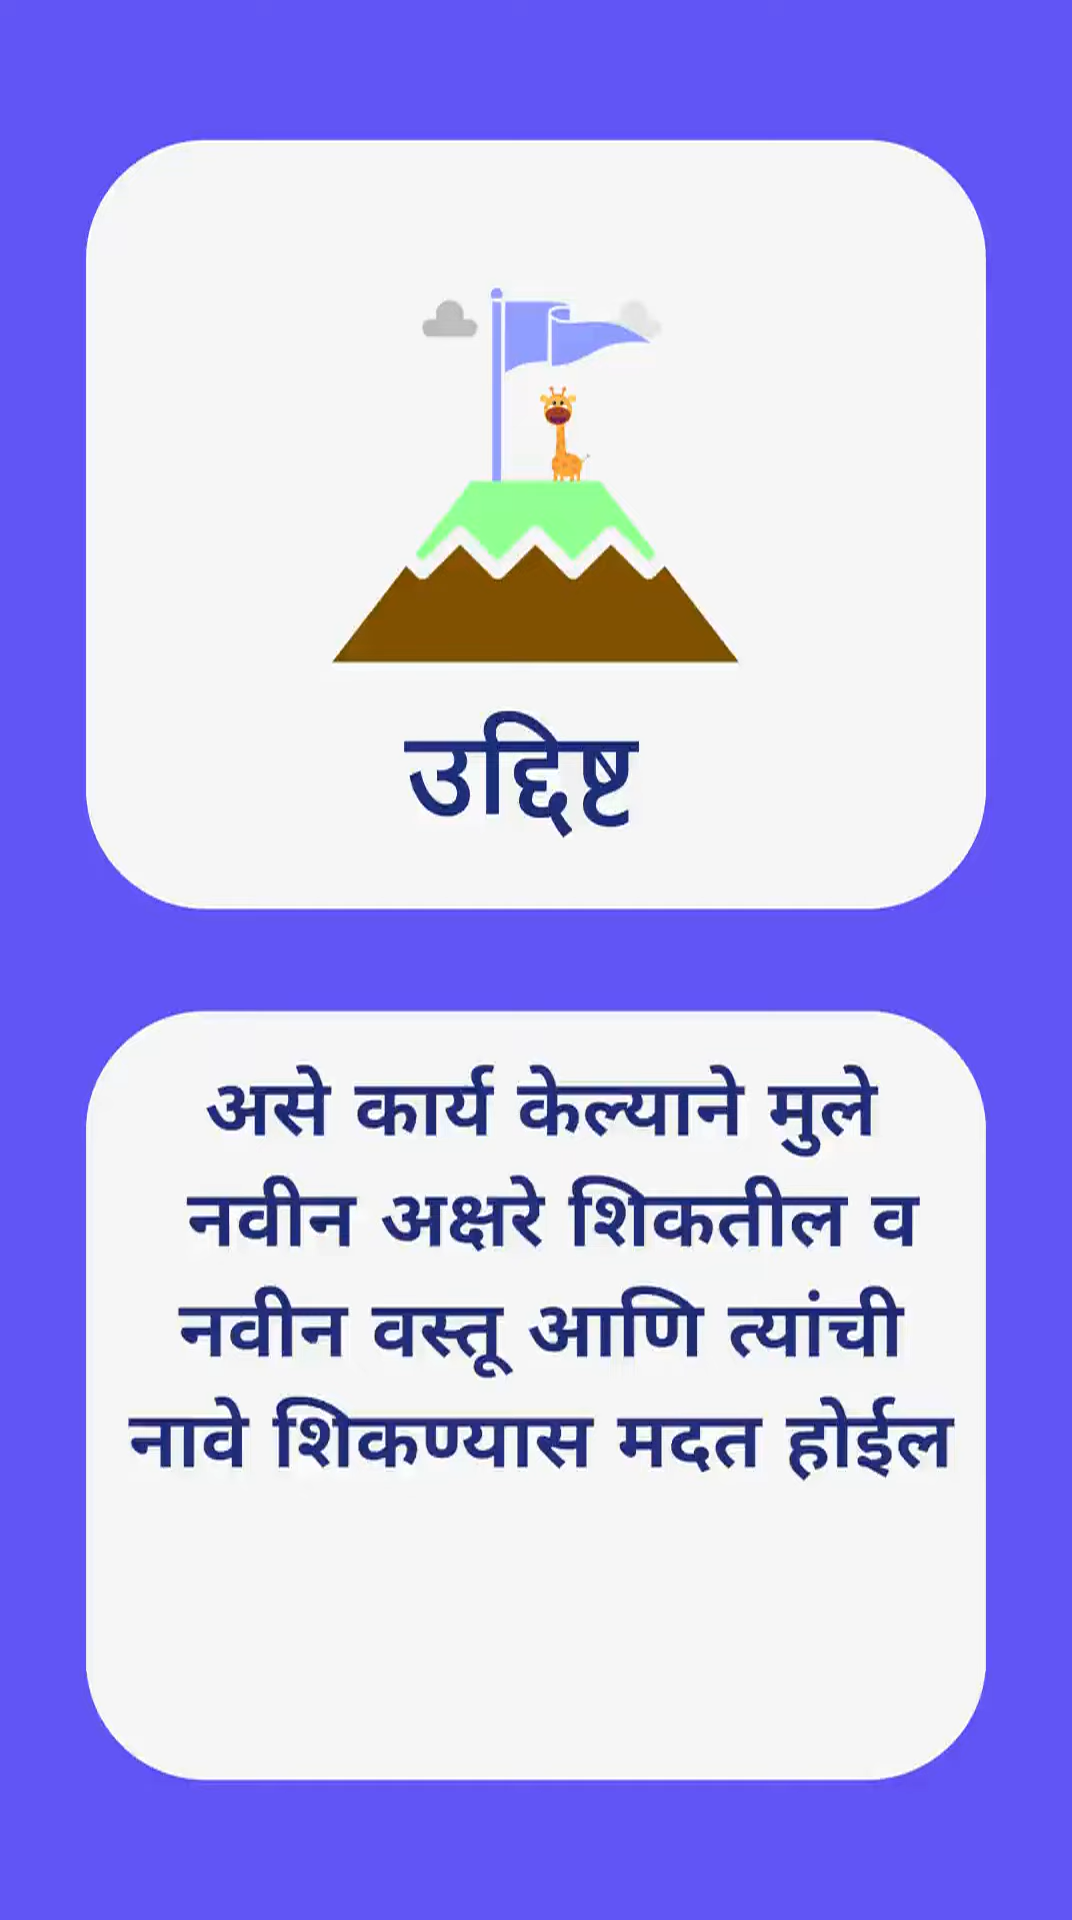 उद्दिष्ट
असे कार्य केल्याने मुले
नवीन अक्षरे शिकतील व
नवीन वस्तू आणि त्यांची
नावे शिकण्यास मदत होईल